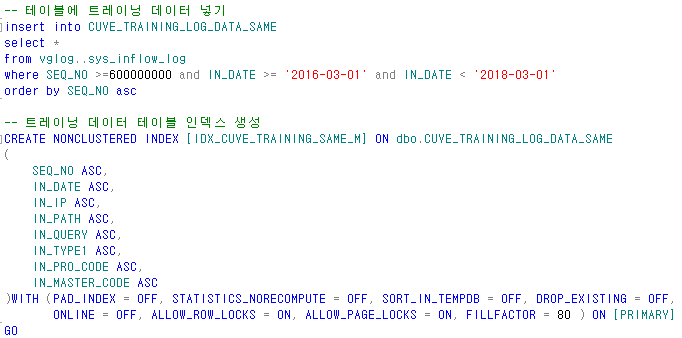 -- 테이블에 트레이닝 데이터 넣기
insert into CUVE_TRAINING_LOG_DATA_SAME
select *
from vglog..sys_inflow_log
where SEQ_NO >=600000000 and IN_DATE >= '2016-03-01' and IN_DATE < '2018-03-01'
order by SEQ_NO asc
-- 트레이닝 데이터 테이블 인덱스 생성
CREATE NONCLUSTERED INDEX [IDX_CUVE_TRAINING_SAME_M] ON dbo.CUVE_TRAINING_LOG_DATA_SAME
(
SEQ_NO ASC,
IN_DATE ASC,
IN_IP ASC,
IN_PATH ASC,
IN_QUERY ASC,
IN_TYPE1 ASC,
IN_PRO_CODE ASC,
IN_MASTER_CODE ASC
)WITH (PAD_INDEX = OFF, STATISTICS_NORECOMPUTE = OFF, SORT_IN_TEMPDB = OFF, DROP_EXISTING = OFF,
ONLINE = OFF, ALLOW_ROW_LOCKS = ON, ALLOW_PAGE_LOCKS = ON, FILLFACTOR = 80 ) ON [PRIMARY]
GO